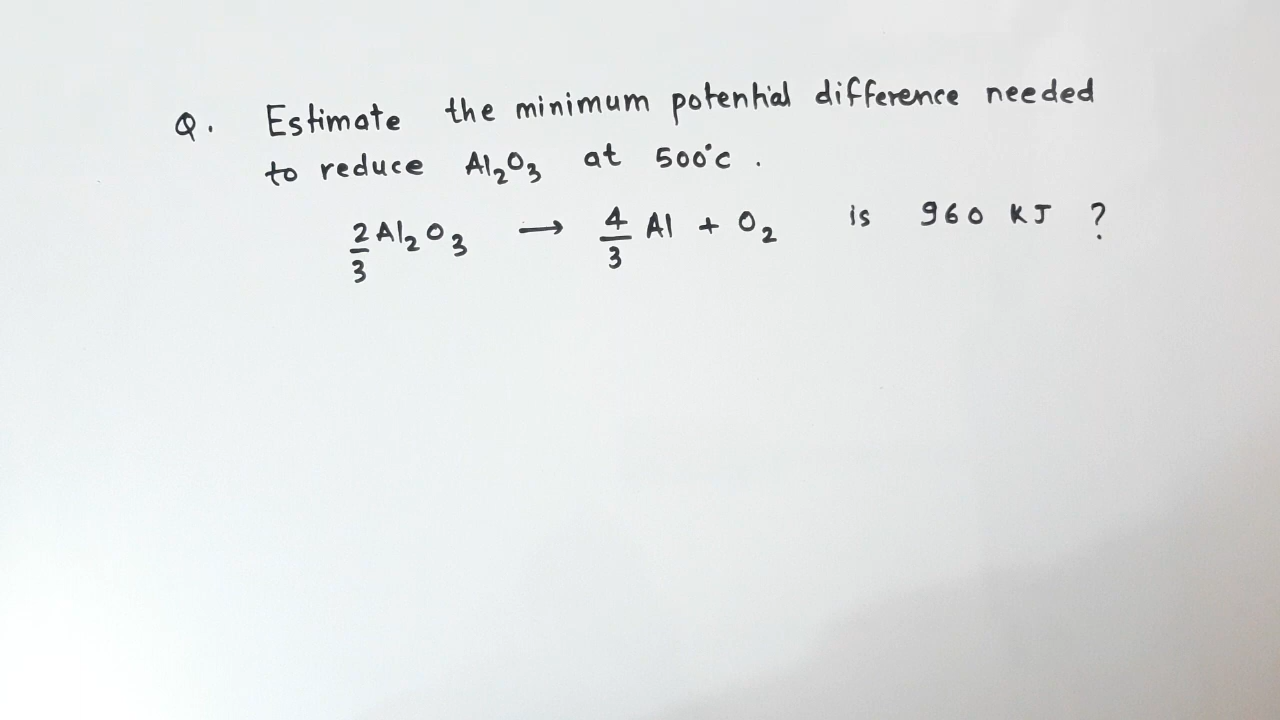 Q. Estimate the minimum potential difference needed
to reduce Al₂O₃ at 500°C .
2/3 Al₂O₃ → 4/3 Al + O₂ is 960 KJ ?